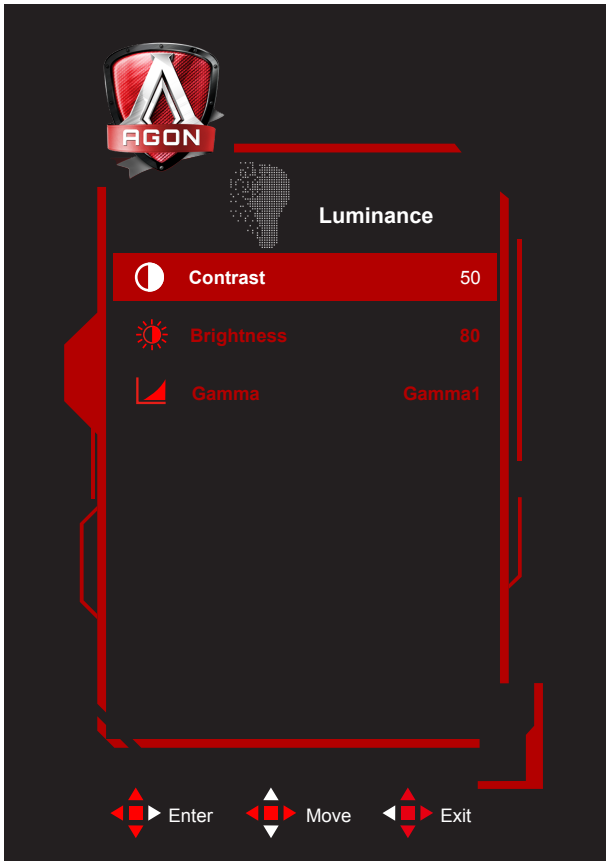 AGON
Luminance
Contrast 50
Brightness 80
Gamma Gamma1
Enter Move Exit